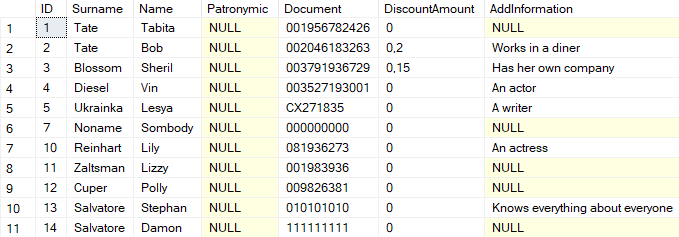 ID Surname Name Patronymic Document DiscountAmount AddInformation
1 1 Tate Tabita NULL 001956782426 0 NULL
2 2 Tate Bob NULL 002046183263 0,2 Works in a diner
3 3 Blossom Sheril NULL 003791936729 0,15 Has her own company
4 4 Diesel Vin NULL 003527193001 0 An actor
5 5 Ukrainka Lesya NULL CX271835 0 A writer
6 7 Noname Sombody NULL 000000000 0 NULL
7 10 Reinhart Lily NULL 081936273 0 An actress
8 11 Zaltsman Lizzy NULL 001983936 0 NULL
9 12 Cuper Polly NULL 009826381 0 NULL
10 13 Salvatore Stephan NULL 010101010 0 Knows everything about everyone
11 14 Salvatore Damon NULL 111111111 0 NULL